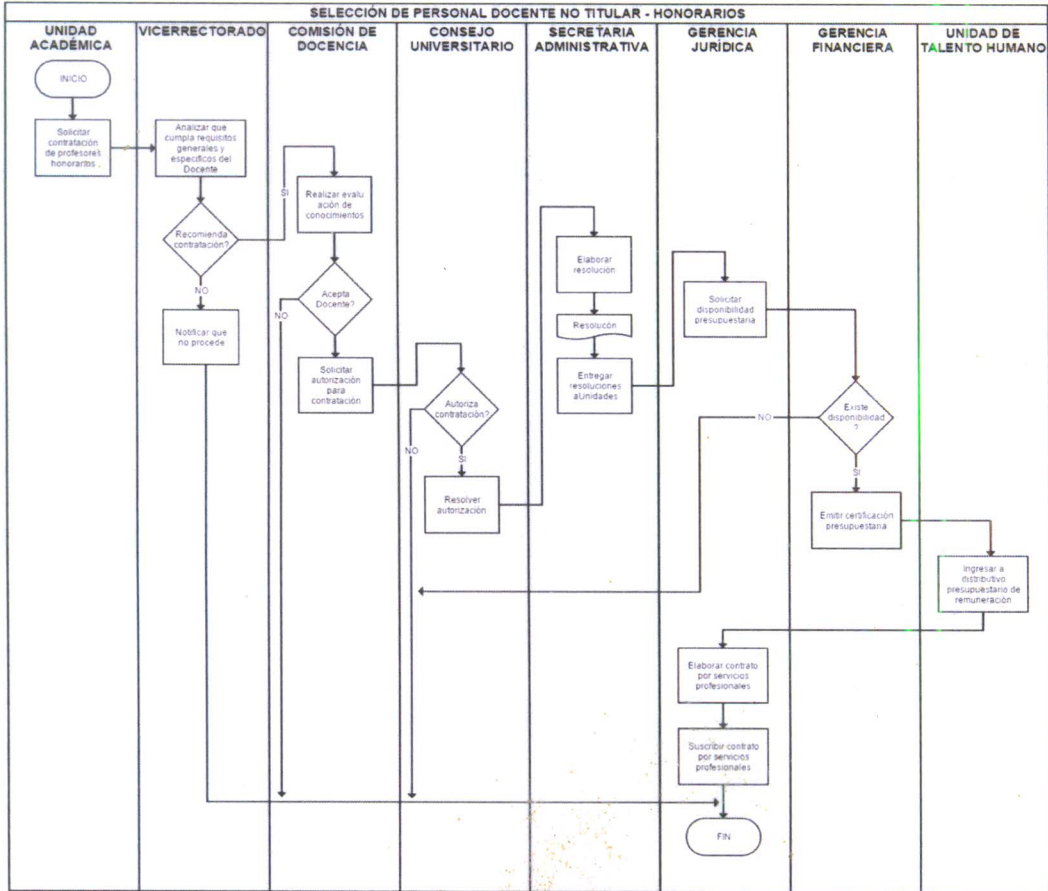 SELECCIÓN DE PERSONAL DOCENTE NO TITULAR - HONORARIOS
UNIDAD
ACADÉMICA
VICERRECTORADO
COMISIÓN DE
DOCENCIA
CONSEJO
UNIVERSITARIO
SECRETARIA
ADMINISTRATIVA
GERENCIA
JURÍDICA
GERENCIA
FINANCIERA
UNIDAD DE
TALENTO HUMANO
INICIO
Solicitar
contratación
de profesores
honorarios
Analizar que
cumpla requisitos
generales y
específicos del
Docente
Recomienda
contratación?
SI
NO
Notificar que
no procede
Realizar evalu
ación de
conocimientos
Acepta
Docente?
NO
Solicitar
autorización
para
contratación
Autoriza
contratación?
NO
SI
Resolver
autorización
Elaborar
resolución
Resolucón
Entregar
resoluciones
aUnidades
Solicitar
disponibilidad
presupuestaria
Existe
disponibilidad
?
NO
SI
Emitir certificación
presupuestaria
Ingresar a
distributivo
presupuestario de
remuneración
Elaborar contrato
por servicios
profesionales
Suscribir contrato
por servicios
profesionales
FIN